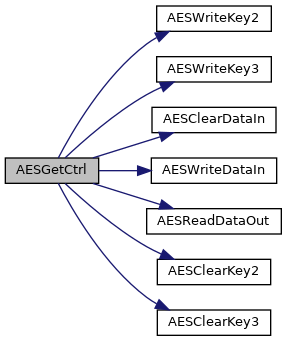 AESWriteKey2
AESWriteKey3
AESClearDataIn
AESGetCtrl
AESWriteDataIn
AESReadDataOut
AESClearKey2
AESClearKey3